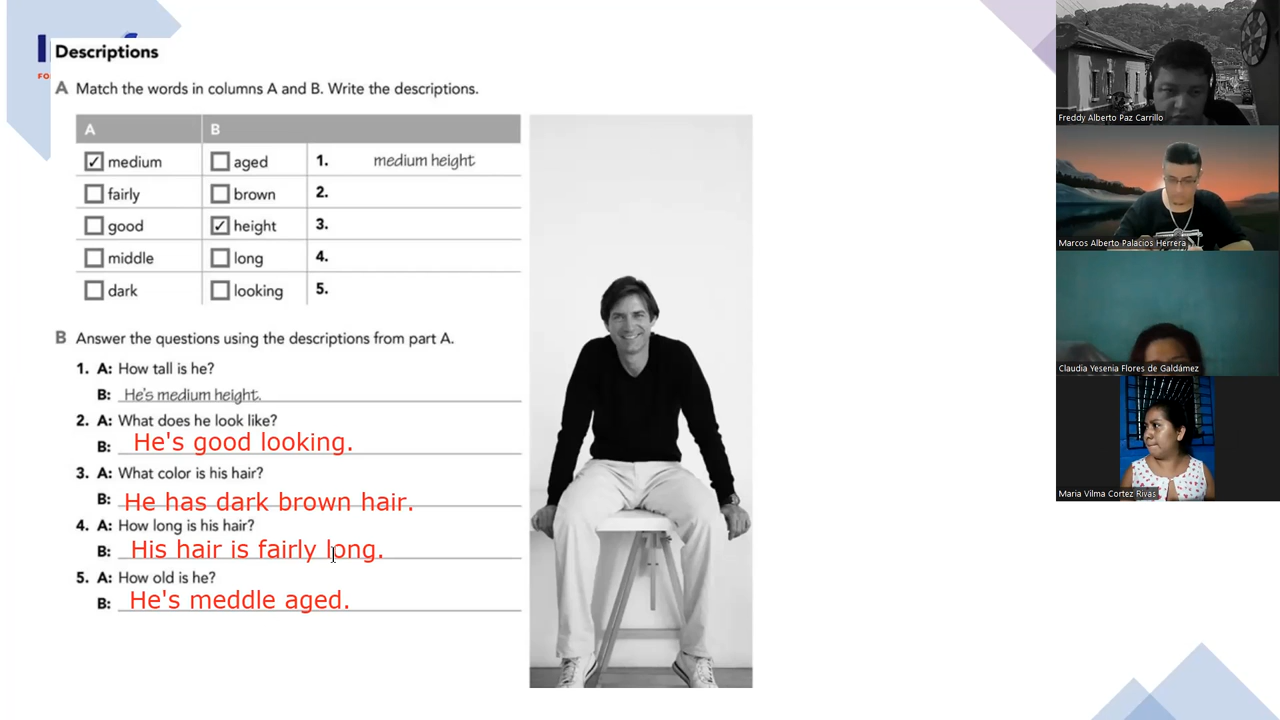 Descriptions
A Match the words in columns A and B. Write the descriptions.
A B
✓ medium aged 1. medium height
fairly brown 2.
good ✓ height 3.
middle long 4.
dark looking 5.
B Answer the questions using the descriptions from part A.
1. A: How tall is he?
B: He's medium height.
2. A: What does he look like?
B: He's good looking.
3. A: What color is his hair?
B: He has dark brown hair.
4. A: How long is his hair?
B: His hair is fairly long.
5. A: How old is he?
B: He's meddle aged.
Freddy Alberto Paz Carrillo
Marcos Alberto Palacios Herrera
Claudia Yesenia Flores de Galdámez
Maria Vilma Cortez Rivas